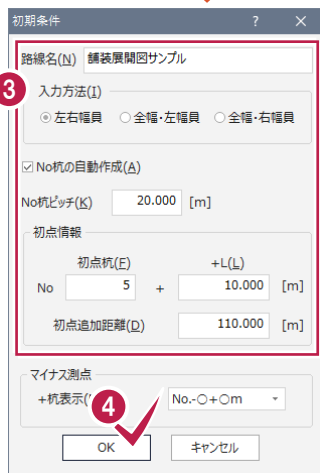 初期条件 ? ×
路線名(N) 舗装展開図サンプル
3
入力方法(I)
左右幅員 全幅・左幅員 全幅・右幅員
No杭の自動作成(A)
No杭ピッチ(K) 20.000 [m]
初点情報
初点杭(F) +L(L)
No 5 + 10.000 [m]
初点追加距離(D) 110.000 [m]
マイナス測点
+杭表示( No.-○+○m
4
OK キャンセル